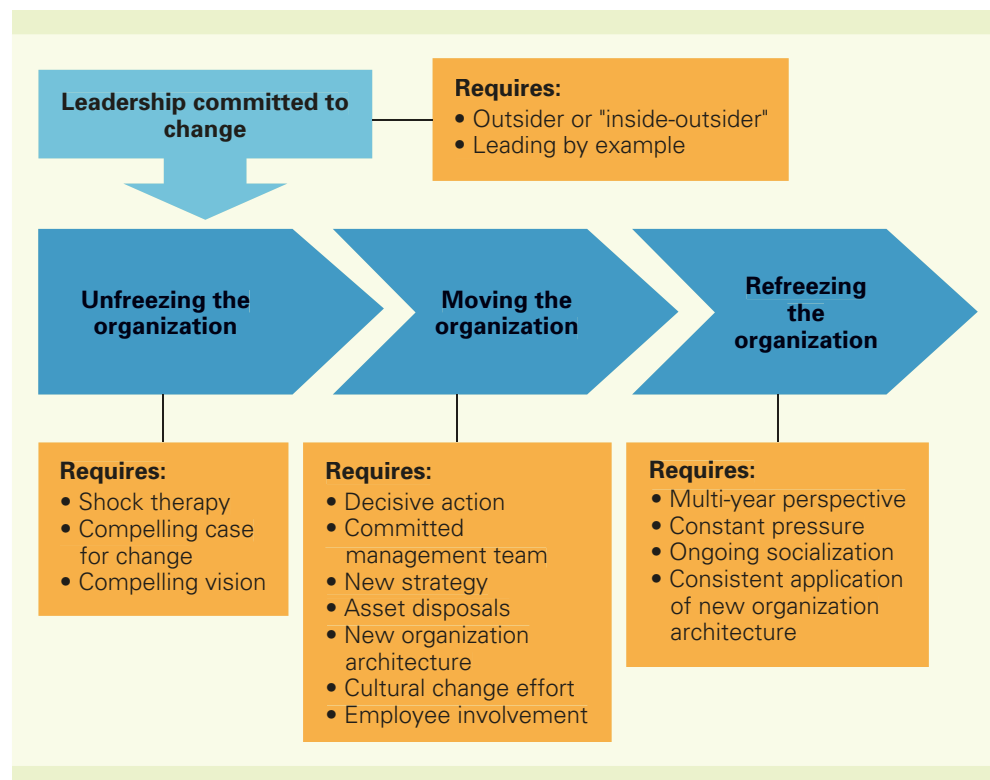 Leadership committed to
change
Requires:
• Outsider or "inside-outsider"
• Leading by example
Unfreezing the
organization
Moving the
organization
Refreezing
the
organization
Requires:
• Shock therapy
• Compelling case
for change
• Compelling vision
Requires:
• Decisive action
• Committed
management team
• New strategy
• Asset disposals
• New organization
architecture
• Cultural change effort
• Employee involvement
Requires:
• Multi-year perspective
• Constant pressure
• Ongoing socialization
• Consistent application
of new organization
architecture